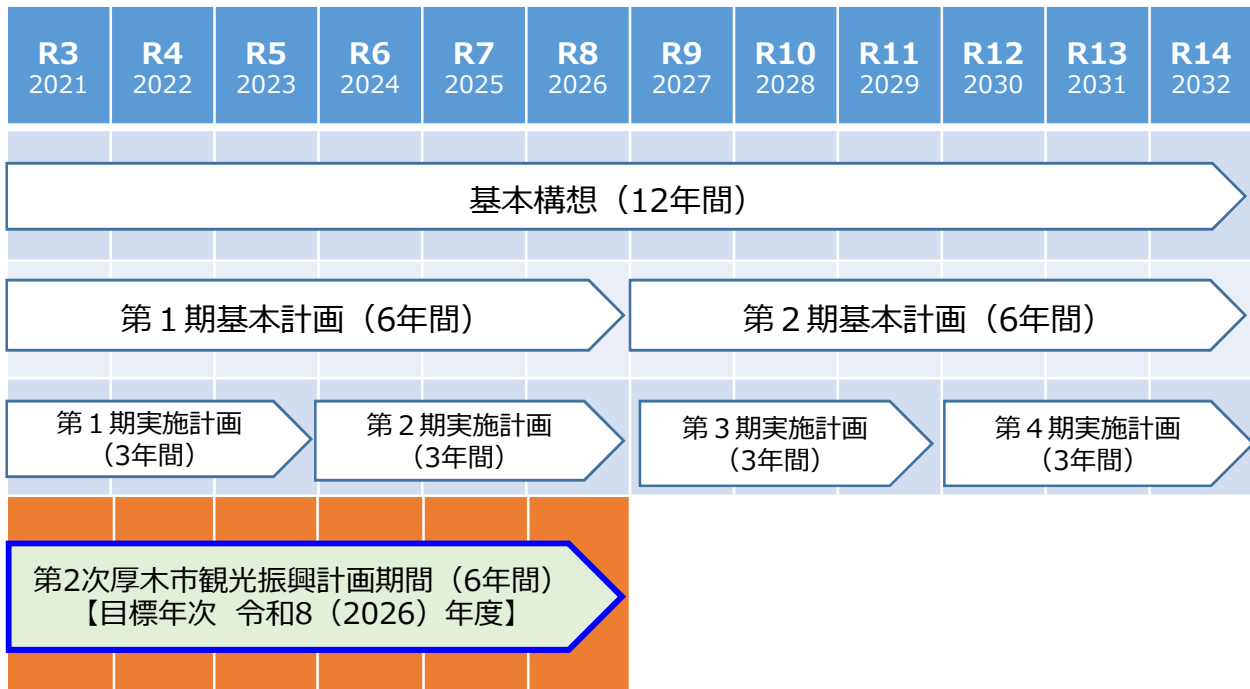 R3 R4 R5 R6 R7 R8 R9 R10 R11 R12 R13 R14
2021 2022 2023 2024 2025 2026 2027 2028 2029 2030 2031 2032
基本構想（12年間）
第１期基本計画（6年間） 第２期基本計画（6年間）
第１期実施計画
（3年間）
第２期実施計画
（3年間）
第３期実施計画
（3年間）
第４期実施計画
（3年間）
第2次厚木市観光振興計画期間（6年間）
【目標年次 令和8（2026）年度】